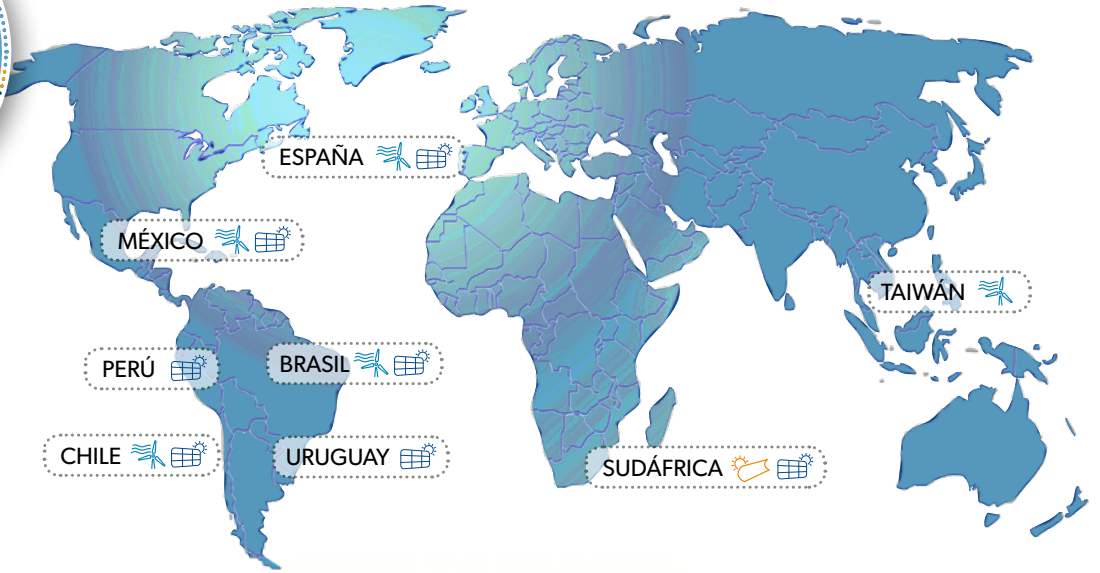 ESPAÑA
MÉXICO
TAIWÁN
PERÚ
BRASIL
CHILE
URUGUAY
SUDÁFRICA